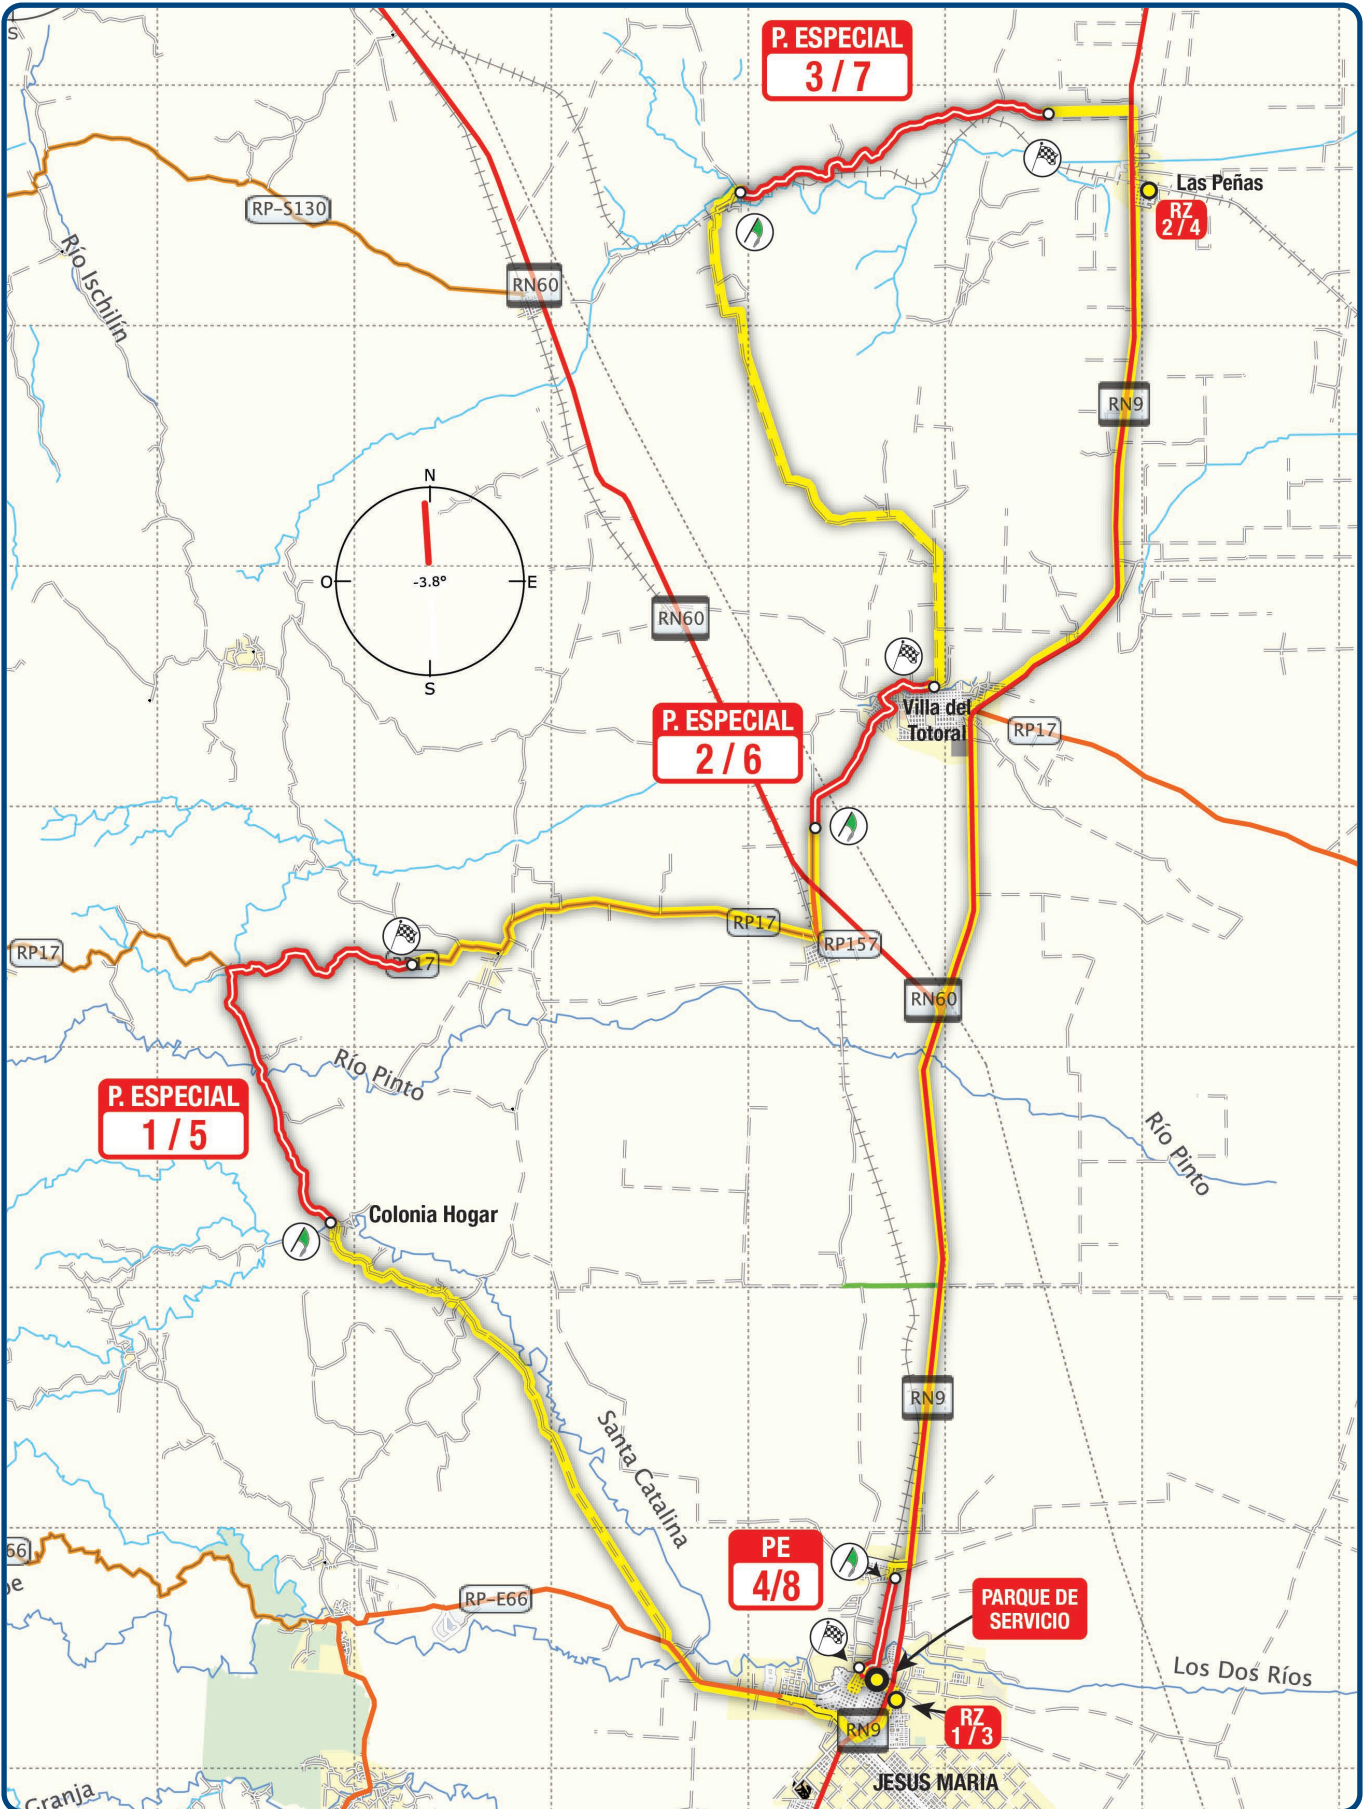 S
P. ESPECIAL
3 / 7
Las Peñas
RZ
2 / 4
RP-S130
Río Ischilín
RN60
RN9
N
O
E
-3.8°
S
RN60
Villa del
Totoral
RP17
P. ESPECIAL
2 / 6
RP17
RP17
RP17
RP157
RN60
Río Pinto
P. ESPECIAL
1 / 5
Río Pinto
Colonia Hogar
RN9
Santa Catalina
66
pe
RP-E66
PE
4/8
PARQUE DE
SERVICIO
Los Dos Ríos
RN9
RZ
1 / 3
JESUS MARIA
Granja